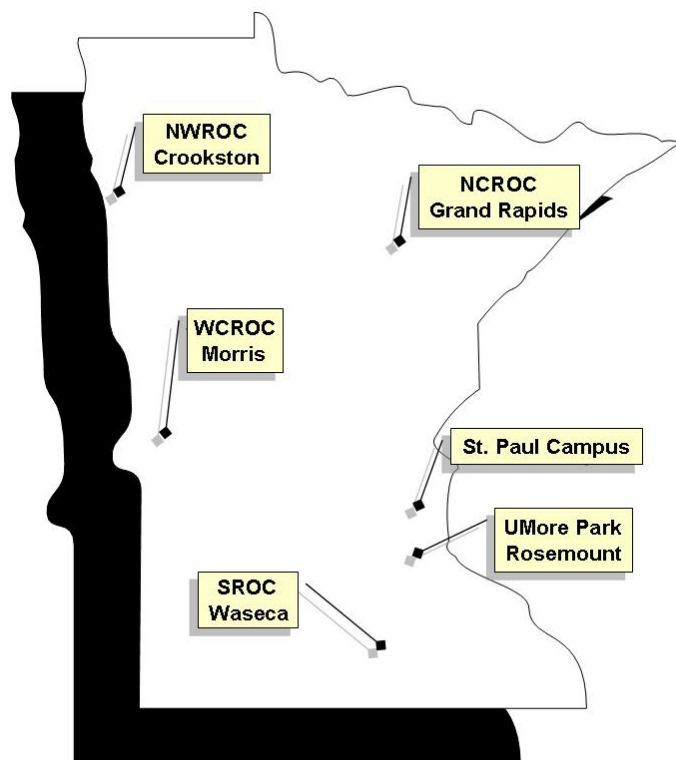 NWROC
Crookston
NCROC
Grand Rapids
WCROC
Morris
St. Paul Campus
UMore Park
Rosemount
SROC
Waseca